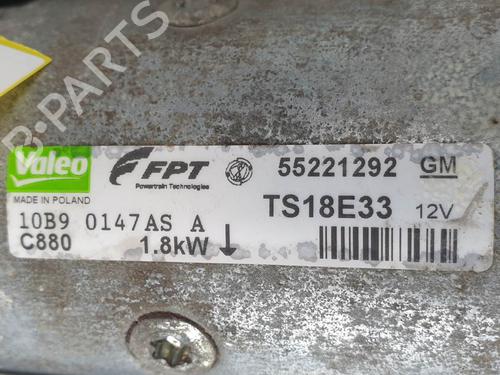 B-PARTS
Valeo
FPT
Powertrain Technologies
55221292 GM
MADE IN POLAND
TS18E33 12V
10B9 0147AS A
C880 1.8kW